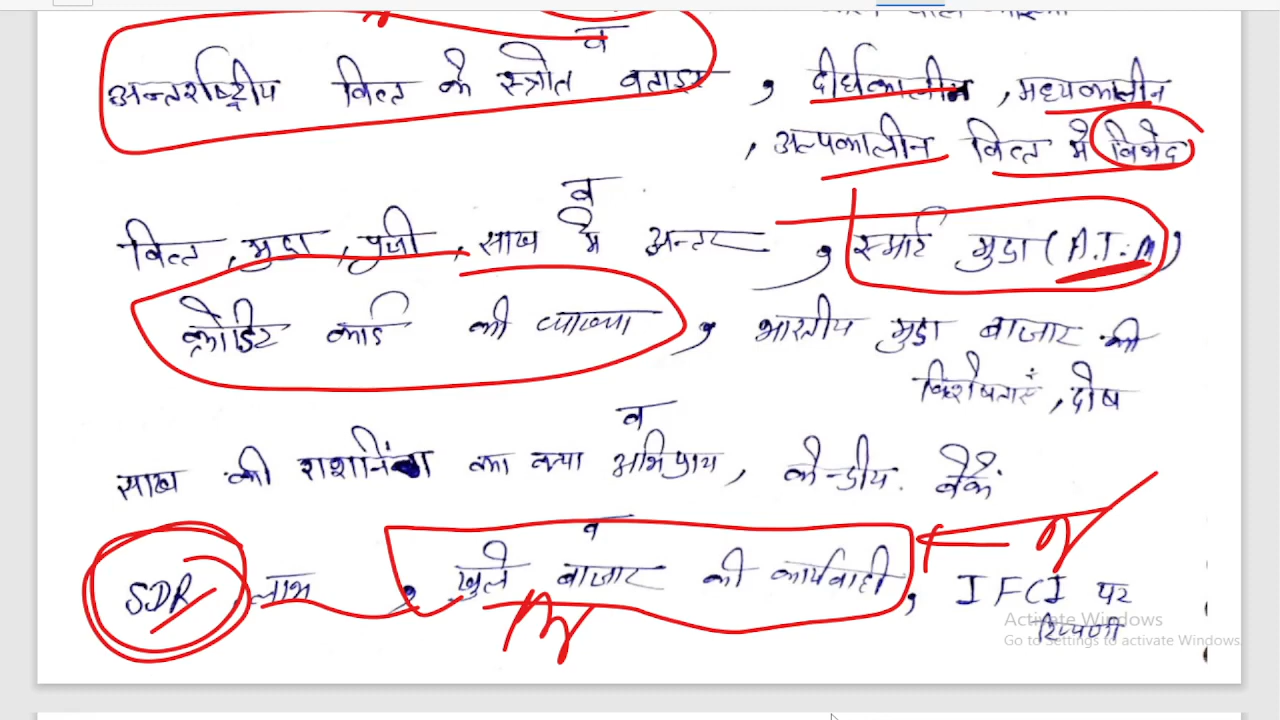 व
अन्तर्राष्ट्रीय वित्त के स्त्रोत बताइए , दीर्घकालीन , मध्यकालीन
, अल्पकालीन वित्त में विभेद
व
वित्त , मुद्रा , पुंजी , साख में अन्तर , स्मार्ट मुद्रा (A.T.M)
क्रेडिट कार्ड की व्याख्या , भारतीय मुद्रा बाजार की
विशेषताएं , दोष
व
साख की राशनिंग का क्या अभिप्राय , केन्द्रीय बैंक
व
SDR लाभ , खुले बाजार की कार्यवाही , IFCI पर
टिप्पणी
Activate Windows
Go to Settings to activate Windows.